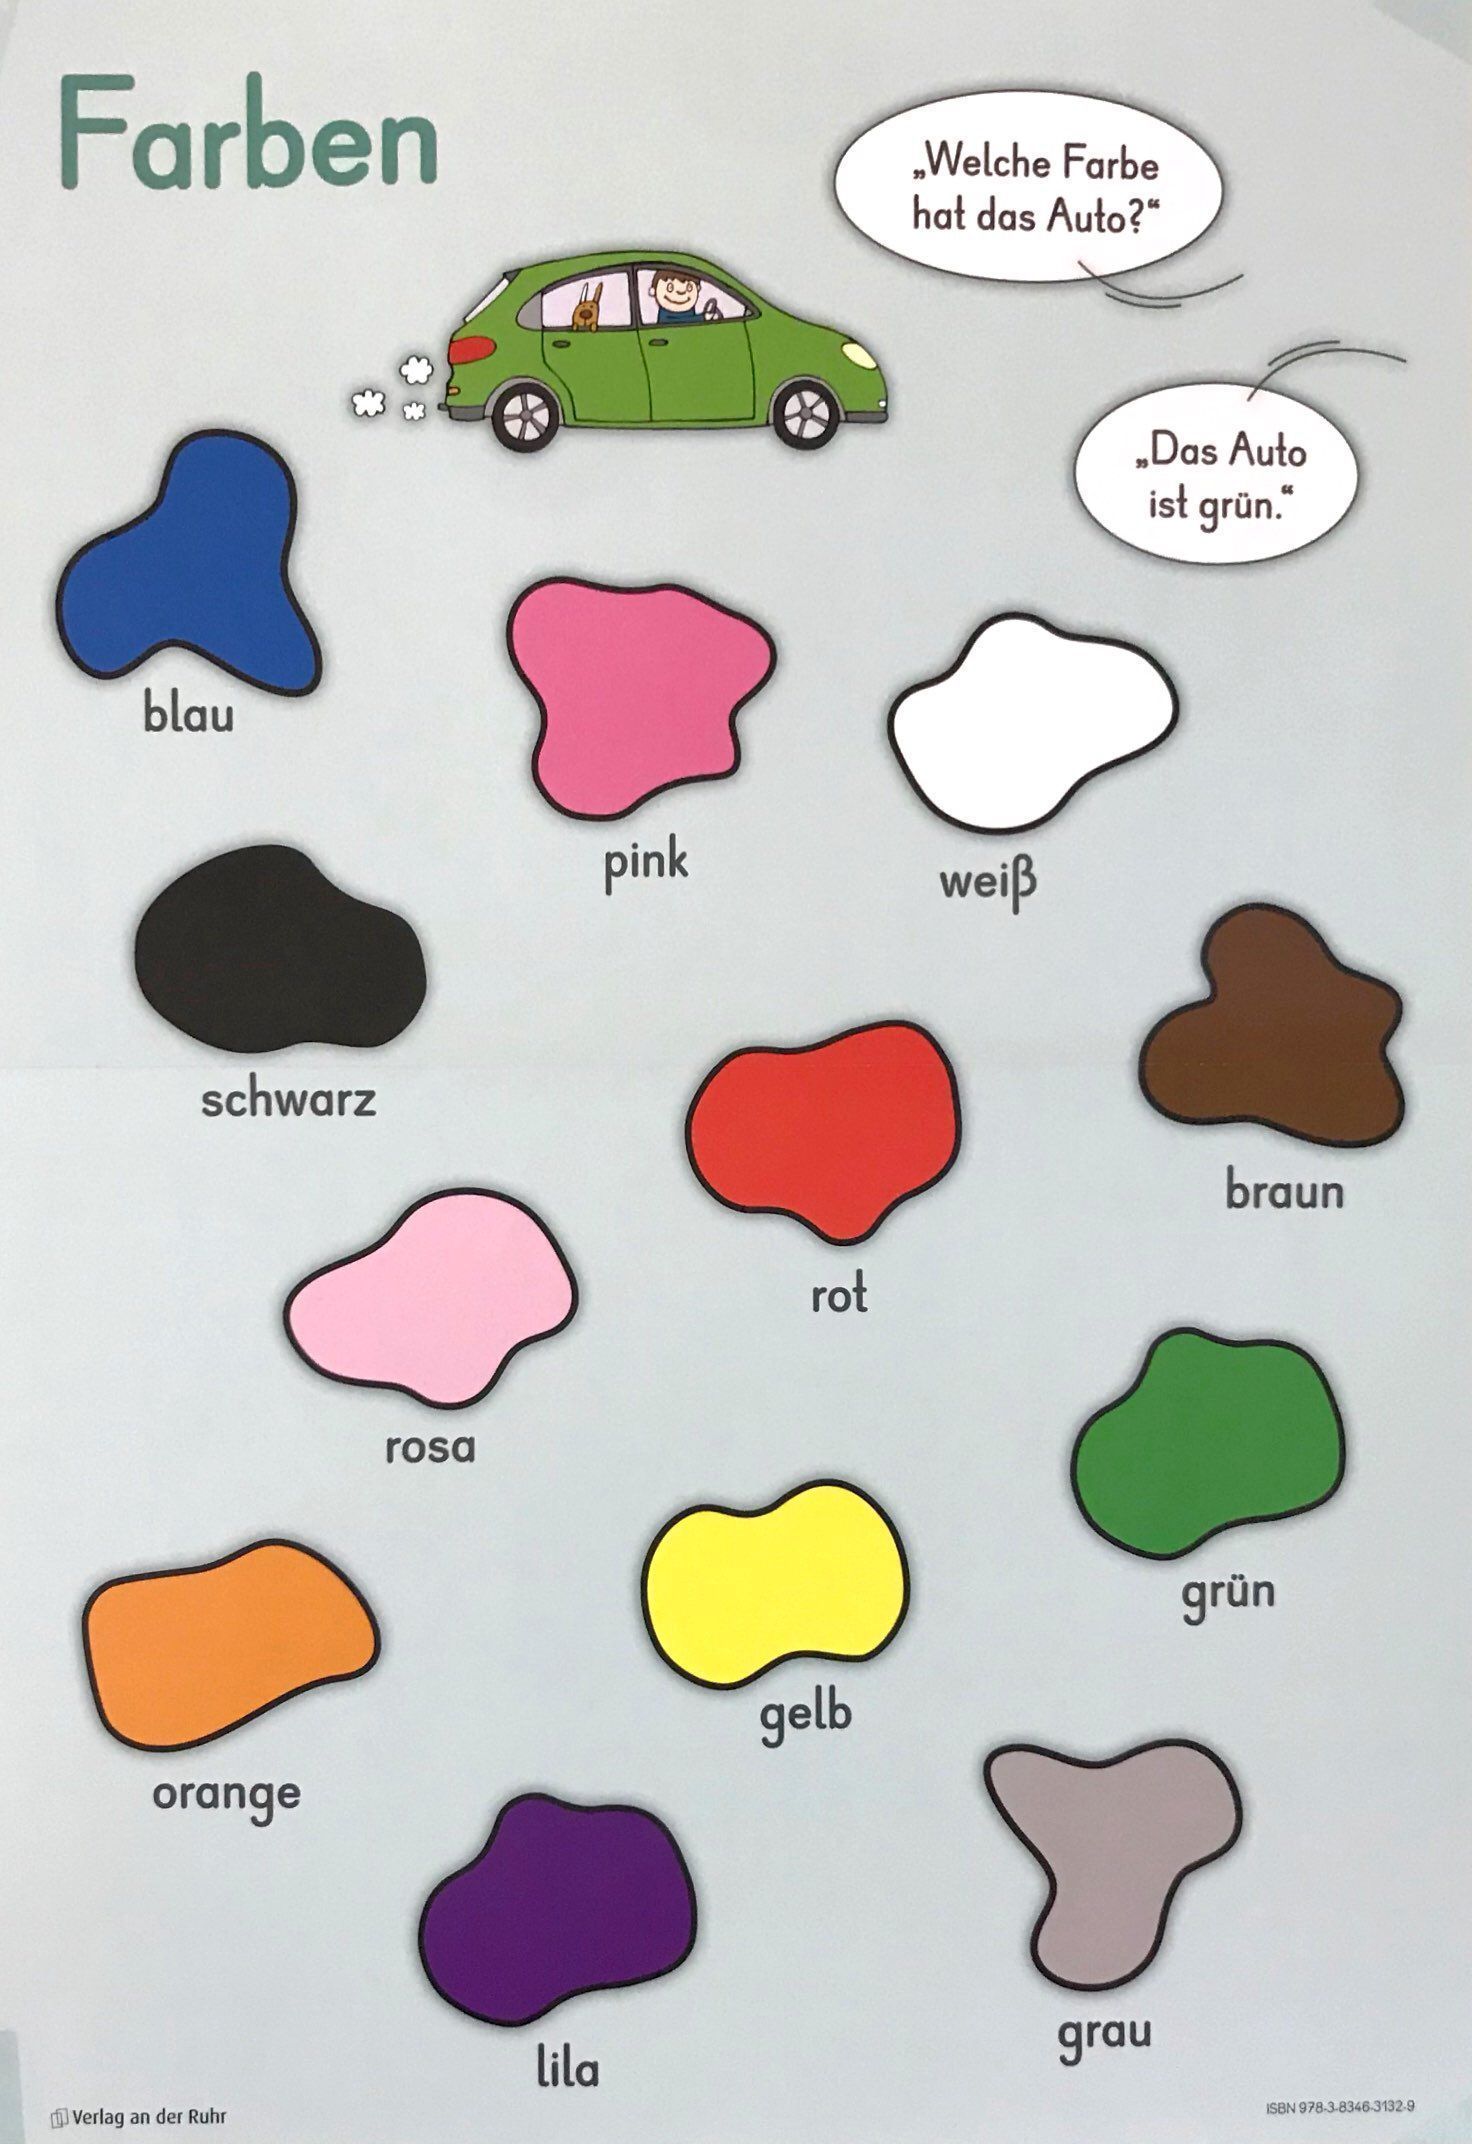 Farben
„Welche Farbe
hat das Auto?“
„Das Auto
ist grün.“
blau
pink
weiß
schwarz
braun
rot
rosa
grün
gelb
orange
lila
grau
Verlag an der Ruhr
ISBN 978-3-8346-3132-9